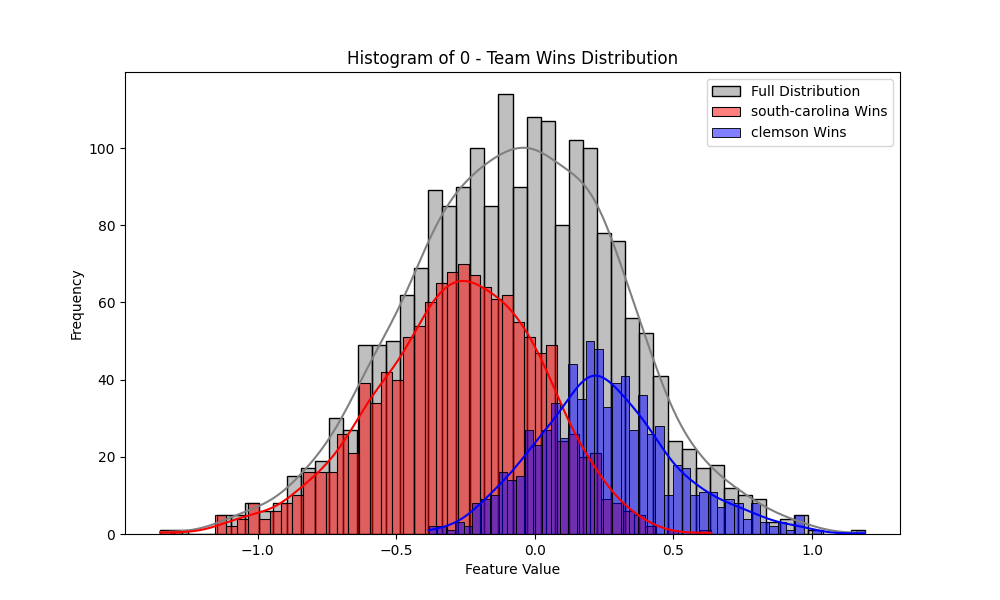 Histogram of 0 - Team Wins Distribution
Full Distribution
south-carolina Wins
clemson Wins
100
80
60
40
20
0
Frequency
−1.0
−0.5
0.0
0.5
1.0
Feature Value